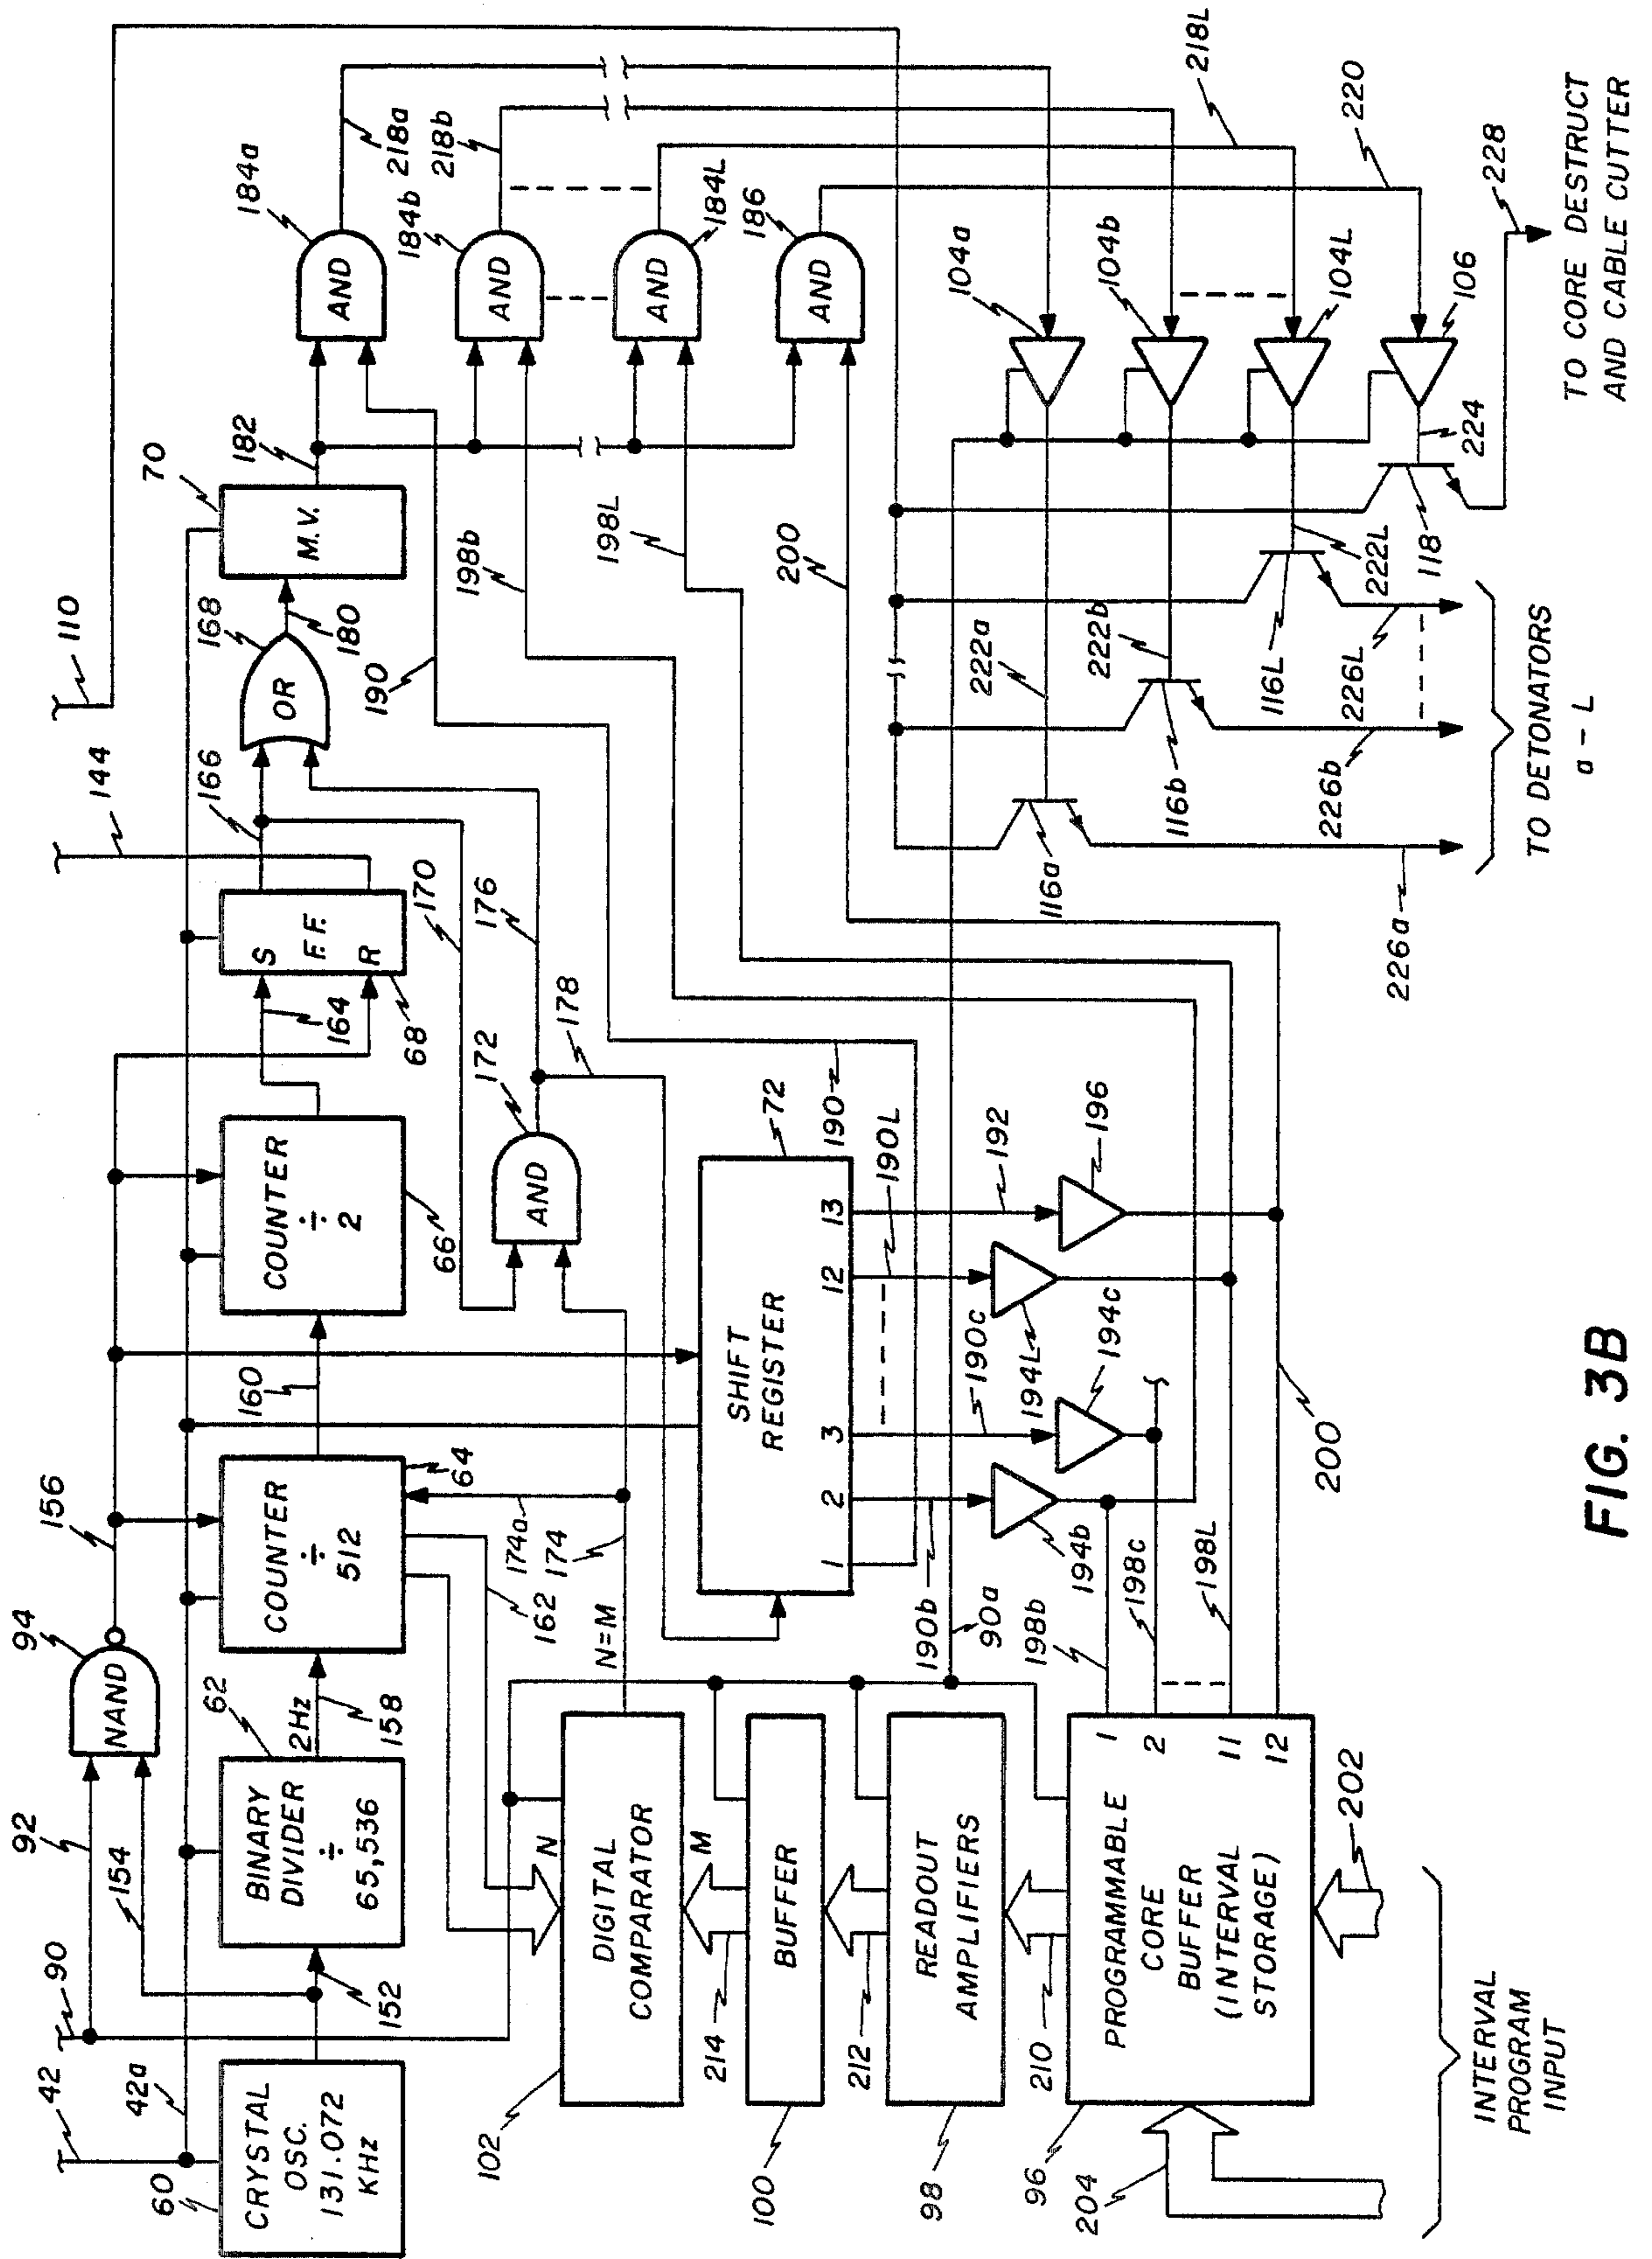 42
90
42a
92
94
156
144
110
60
CRYSTAL
OSC.
131.072
KHz
152
154
NAND
62
BINARY
DIVIDER
÷
65,536
2Hz
158
COUNTER
÷
512
64
160
COUNTER
÷
2
66
164
S
F.F.
R
68
166
168
OR
180
70
M.V.
182
190
170
172
AND
176
178
174a
174
162
N=M
102
DIGITAL
COMPARATOR
N
M
214
100
BUFFER
212
98
READOUT
AMPLIFIERS
210
96
PROGRAMMABLE
CORE
BUFFER
(INTERVAL
STORAGE)
1
2
11
12
204
202
INTERVAL
PROGRAM
INPUT
SHIFT
REGISTER
72
1
2
3
12
13
190
190b
190c
190L
192
194b
194c
194L
196
90a
198b
198c
198L
200
198b
198L
200
184a
AND
184b
AND
184L
AND
186
AND
218a
218b
218L
220
104a
104b
104L
106
222a
222b
222L
224
116a
116b
116L
118
226a
226b
226L
228
TO DETONATORS
a - L
TO CORE DESTRUCT
AND CABLE CUTTER
FIG. 3B